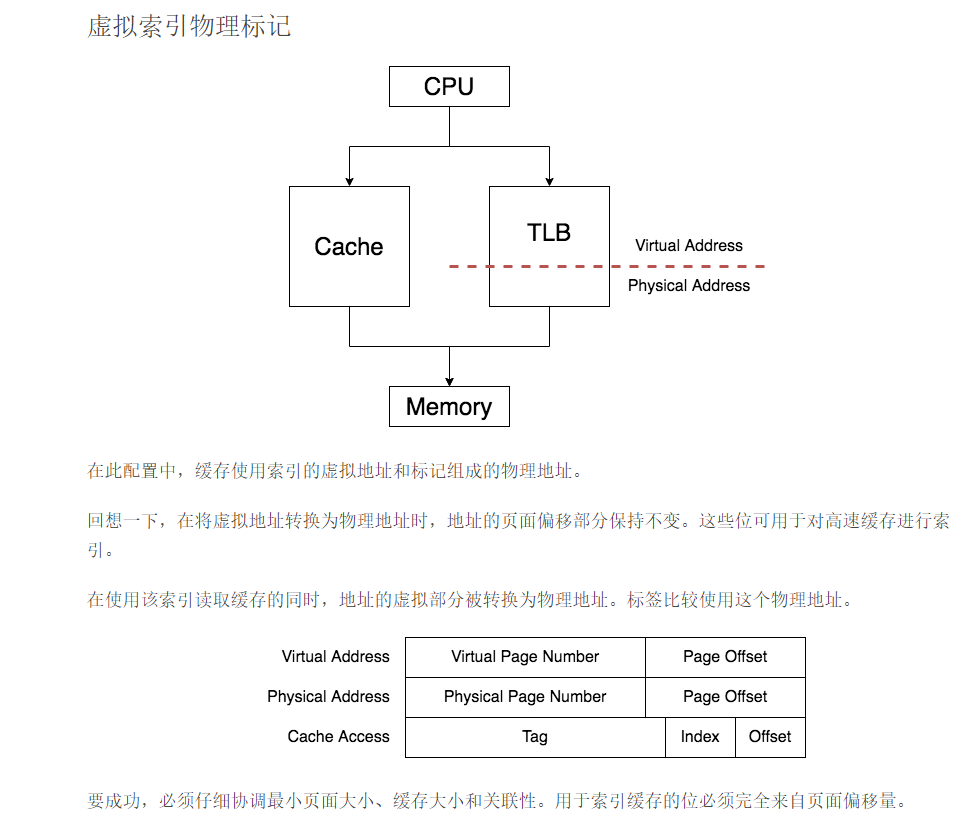 虚拟索引物理标记
CPU
Cache
TLB
Virtual Address
Physical Address
Memory
在此配置中，缓存使用索引的虚拟地址和标记组成的物理地址。
回想一下，在将虚拟地址转换为物理地址时，地址的页面偏移部分保持不变。这些位可用于对高速缓存进行索
引。
在使用该索引读取缓存的同时，地址的虚拟部分被转换为物理地址。标签比较使用这个物理地址。
Virtual Address Virtual Page Number Page Offset
Physical Address Physical Page Number Page Offset
Cache Access Tag Index Offset
要成功，必须仔细协调最小页面大小、缓存大小和关联性。用于索引缓存的位必须完全来自页面偏移量。